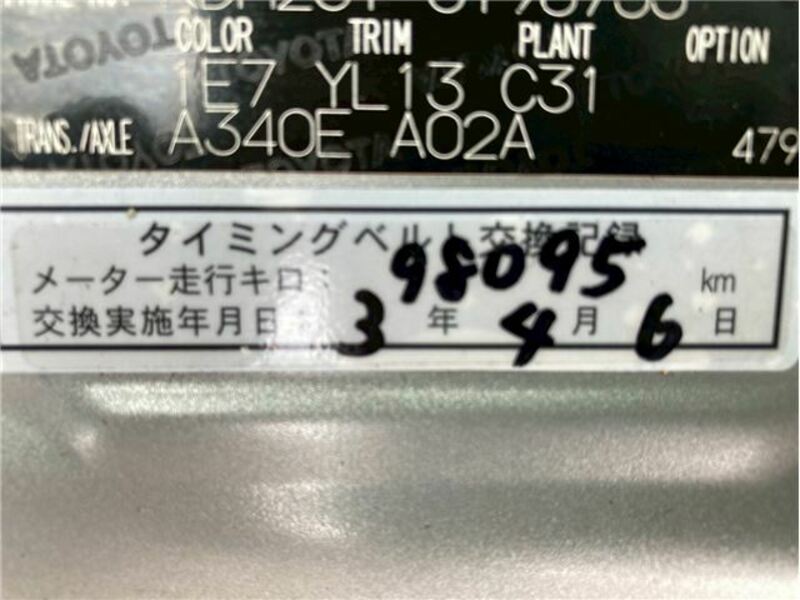 COLOR TRIM PLANT OPTION
1E7 YL13 C31
TRANS./AXLE A340E A02A 479
タイミングベルト交換記録
メーター走行キロ: 98095 km
交換実施年月日: 3 年 4 月 6 日